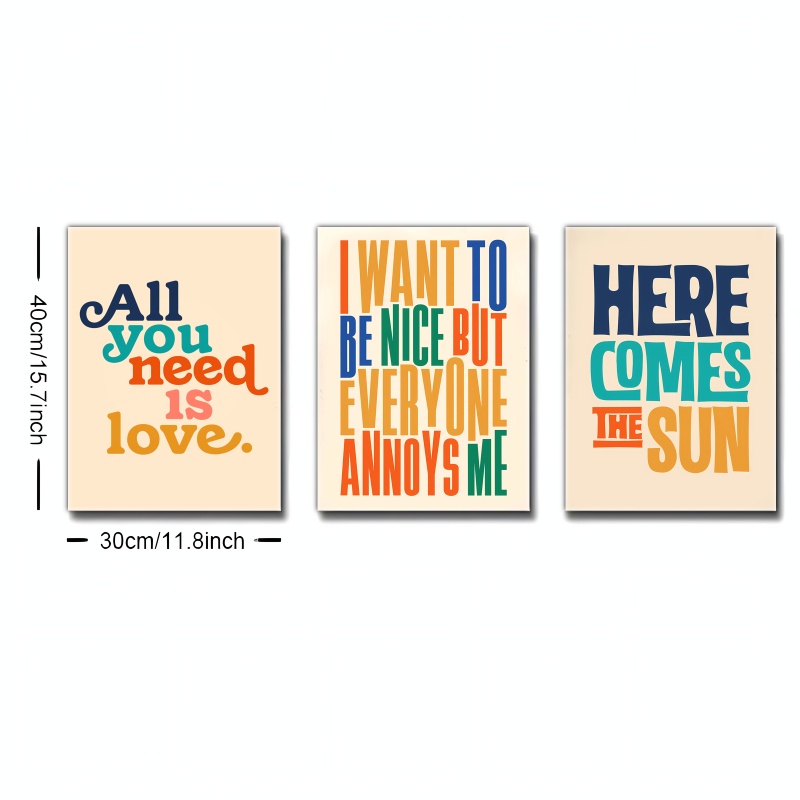 All
you
need
is
love.
I WANT TO
BE NICE BUT
EVERYONE
ANNOYS ME
HERE
COMES
THE SUN
40cm/15.7inch
30cm/11.8inch